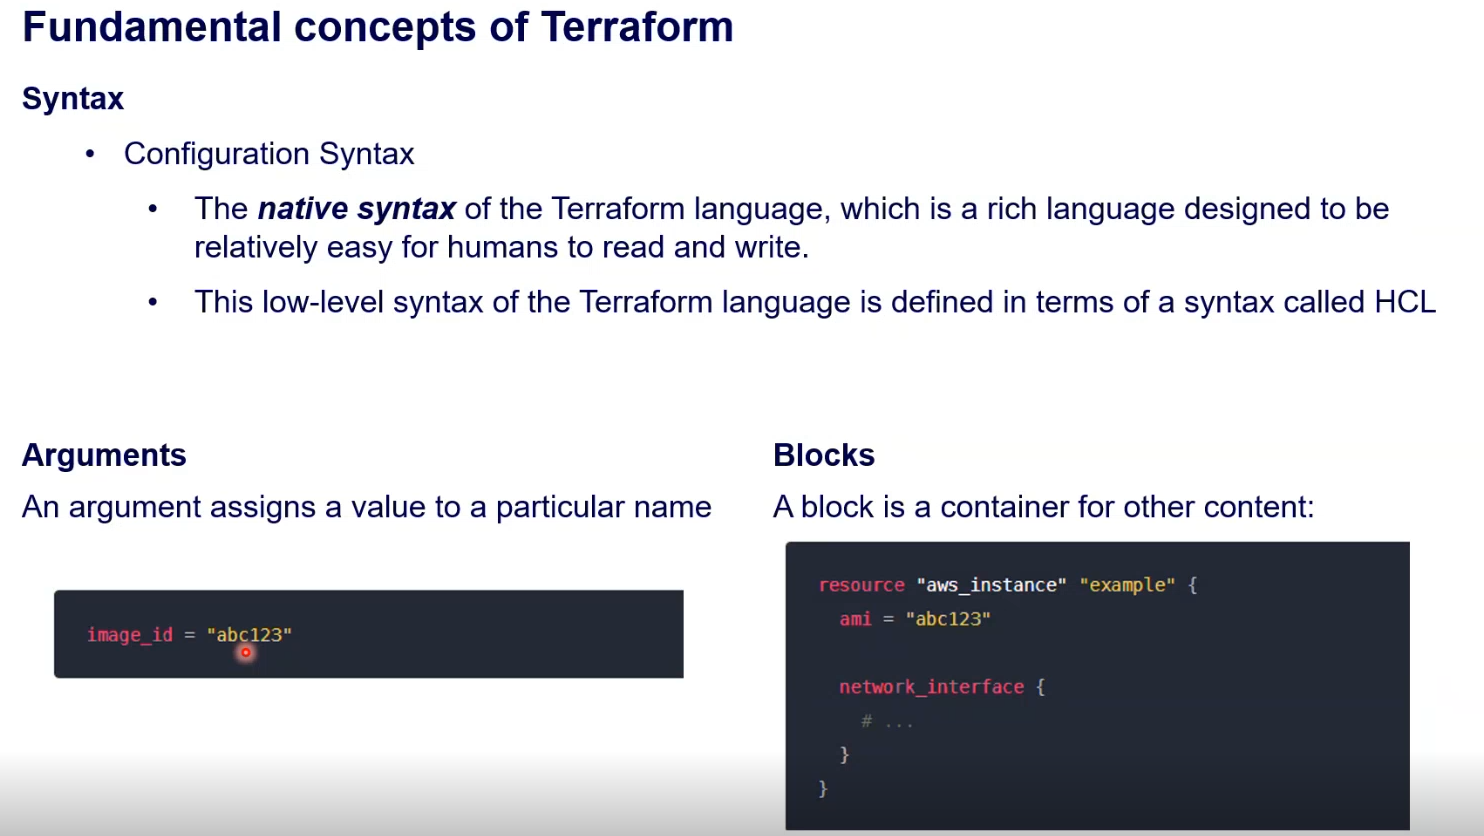 Fundamental concepts of Terraform
Syntax
• Configuration Syntax
• The native syntax of the Terraform language, which is a rich language designed to be
relatively easy for humans to read and write.
• This low-level syntax of the Terraform language is defined in terms of a syntax called HCL
Arguments
An argument assigns a value to a particular name
image_id = "abc123"
Blocks
A block is a container for other content:
resource "aws_instance" "example" {
ami = "abc123"
network_interface {
# ...
}
}